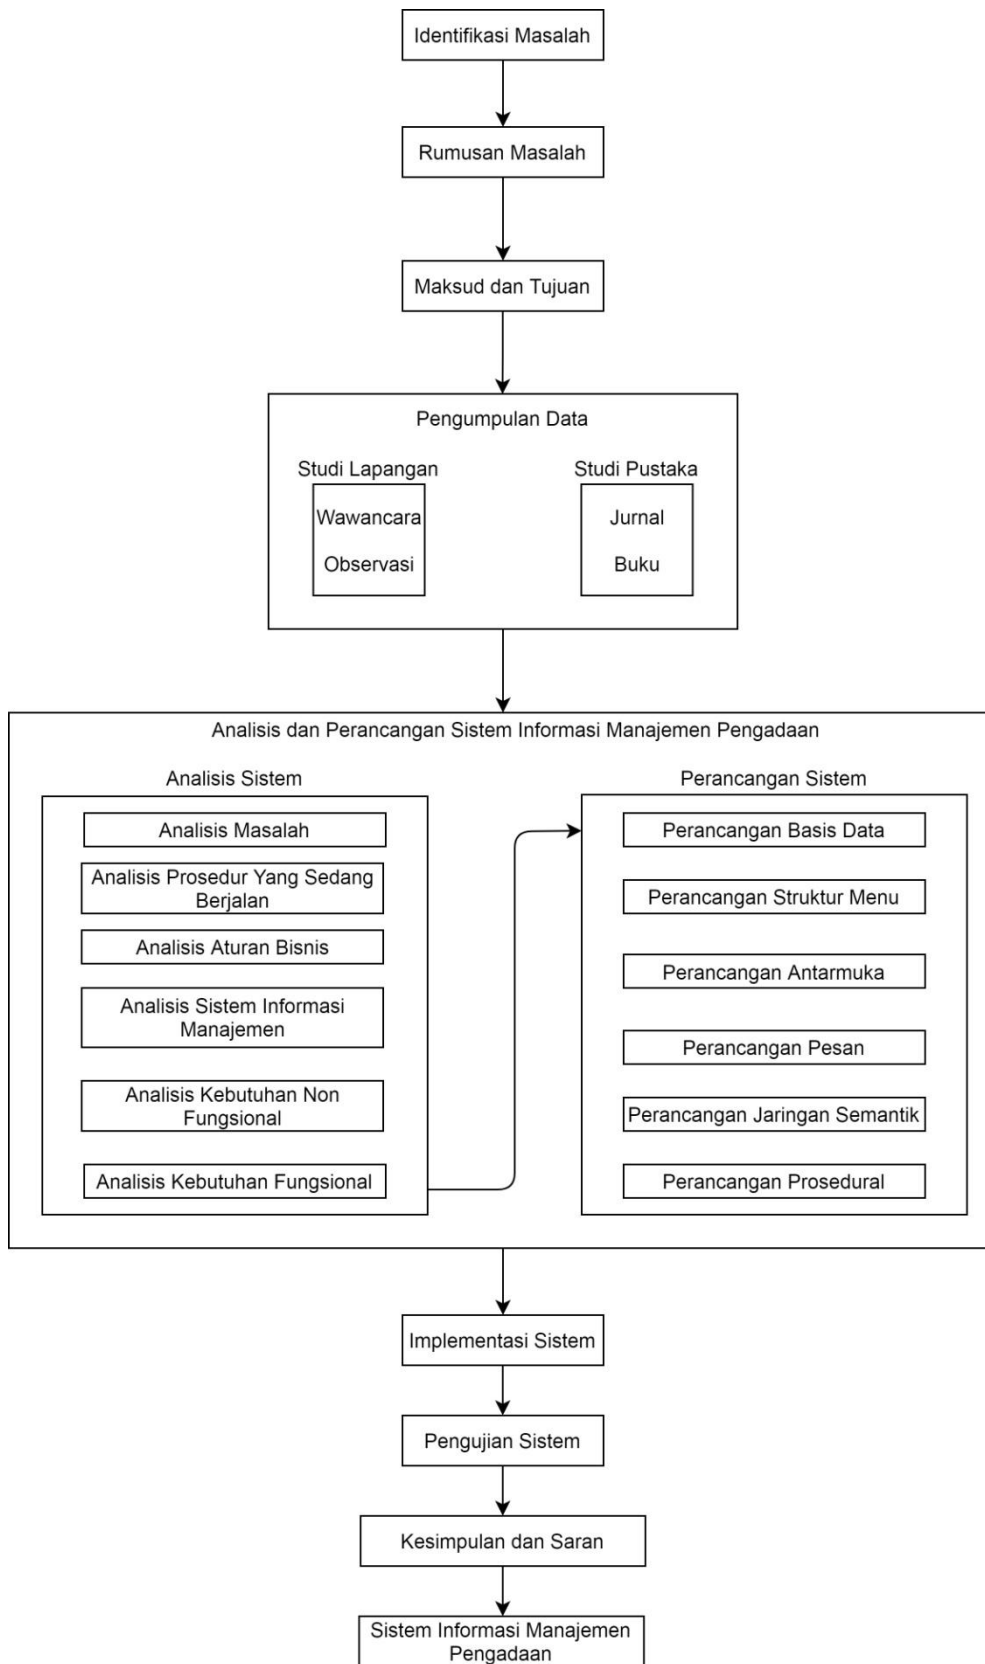 Identifikasi Masalah
Rumusan Masalah
Maksud dan Tujuan
Pengumpulan Data
Studi Lapangan
Wawancara
Observasi
Studi Pustaka
Jurnal
Buku
Analisis dan Perancangan Sistem Informasi Manajemen Pengadaan
Analisis Sistem
Analisis Masalah
Analisis Prosedur Yang Sedang
Berjalan
Analisis Aturan Bisnis
Analisis Sistem Informasi
Manajemen
Analisis Kebutuhan Non
Fungsional
Analisis Kebutuhan Fungsional
Perancangan Sistem
Perancangan Basis Data
Perancangan Struktur Menu
Perancangan Antarmuka
Perancangan Pesan
Perancangan Jaringan Semantik
Perancangan Prosedural
Implementasi Sistem
Pengujian Sistem
Kesimpulan dan Saran
Sistem Informasi Manajemen
Pengadaan